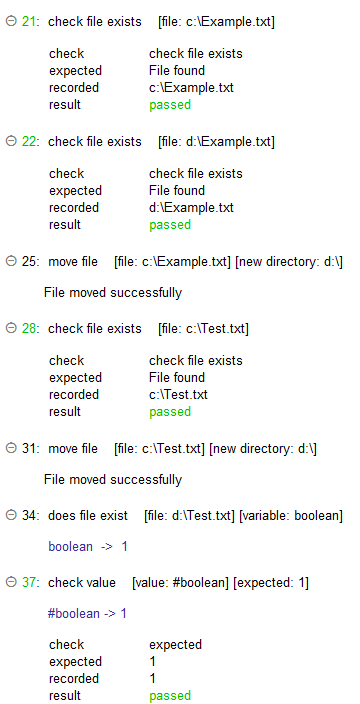 21: check file exists [file: c:\Example.txt]
check check file exists
expected File found
recorded c:\Example.txt
result passed
22: check file exists [file: d:\Example.txt]
check check file exists
expected File found
recorded d:\Example.txt
result passed
25: move file [file: c:\Example.txt] [new directory: d:\]
File moved successfully
28: check file exists [file: c:\Test.txt]
check check file exists
expected File found
recorded c:\Test.txt
result passed
31: move file [file: c:\Test.txt] [new directory: d:\]
File moved successfully
34: does file exist [file: d:\Test.txt] [variable: boolean]
boolean -> 1
37: check value [value: #boolean] [expected: 1]
#boolean -> 1
check expected
expected 1
recorded 1
result passed